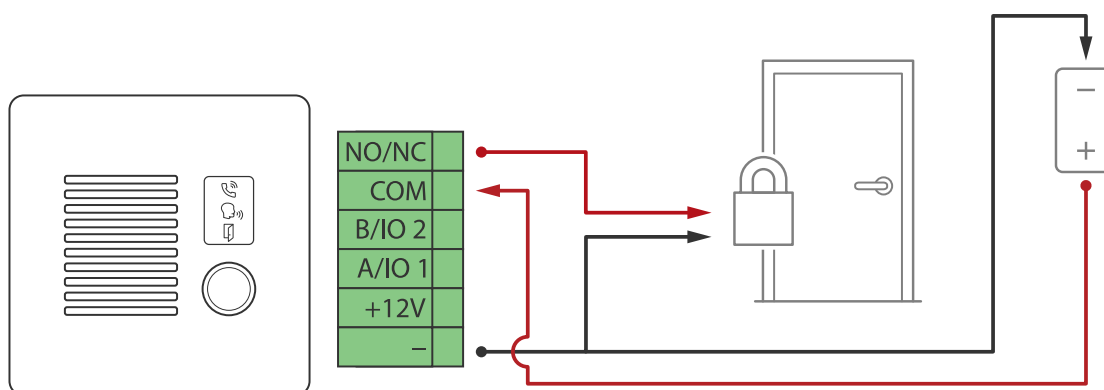 NO/NC
COM
B/IO 2
A/IO 1
+12V
–
–
+